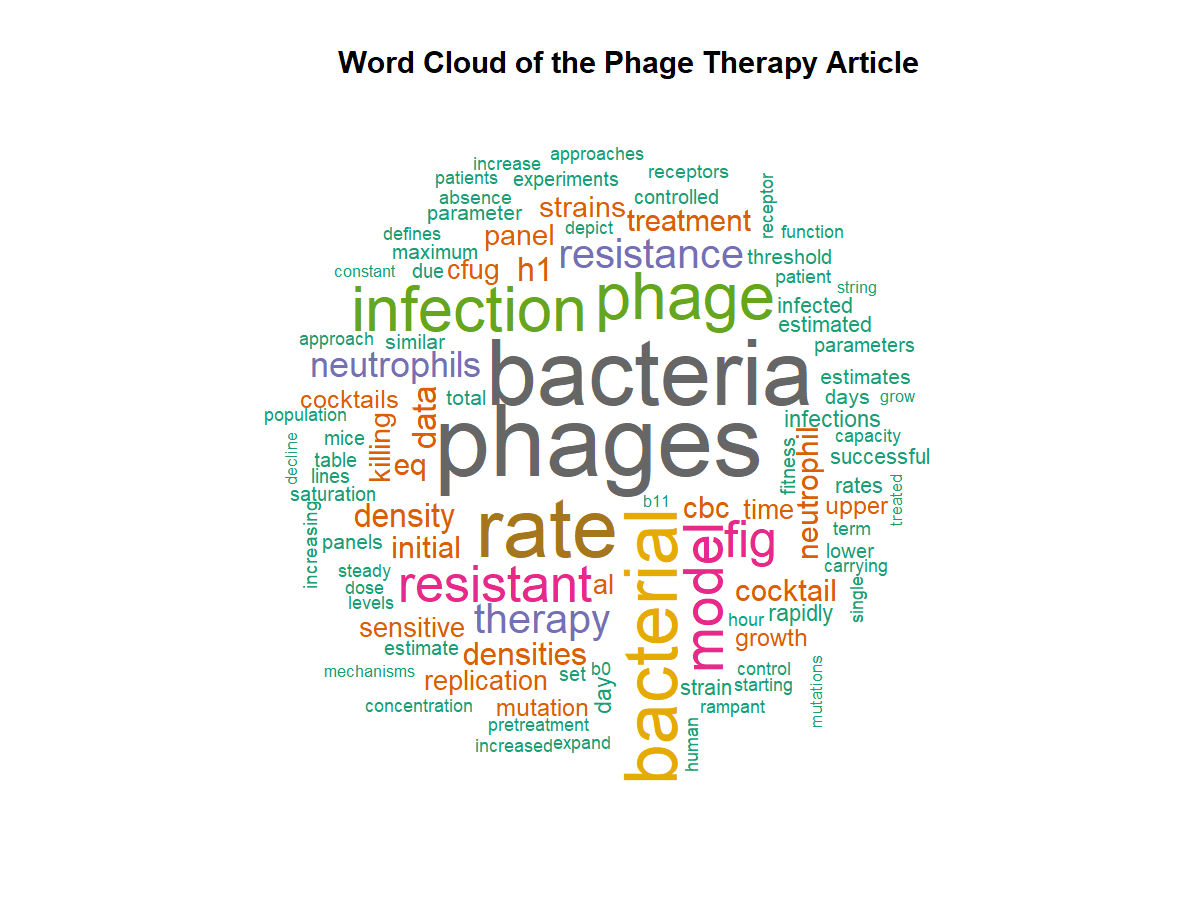 Word Cloud of the Phage Therapy Article
approaches
increase
receptors
patients
experiments
absence
controlled
receptor
parameter
strains
treatment
defines
panel
depict
function
maximum
resistance
threshold
constant
due
cfug
h1
patient
string
infection
phage
infected
estimated
approach
similar
bacteria
parameters
neutrophils
estimates
cocktails
data
total
days
grow
population
killing
phages
infections
mice
capacity
decline
table
eq
fitness
neutrophil
successful
lines
saturation
b11
rates
treated
increasing
density
rate
cbc
time
upper
panels
initial
bacterial
model
fig
term
lower
steady
carrying
dose
resistant
al
cocktail
single
levels
therapy
hour
rapidly
sensitive
growth
estimate
densities
mechanisms
replication
set
b0
day
control
strain
starting
mutations
concentration
mutation
rampant
pretreatment
human
increased
expand